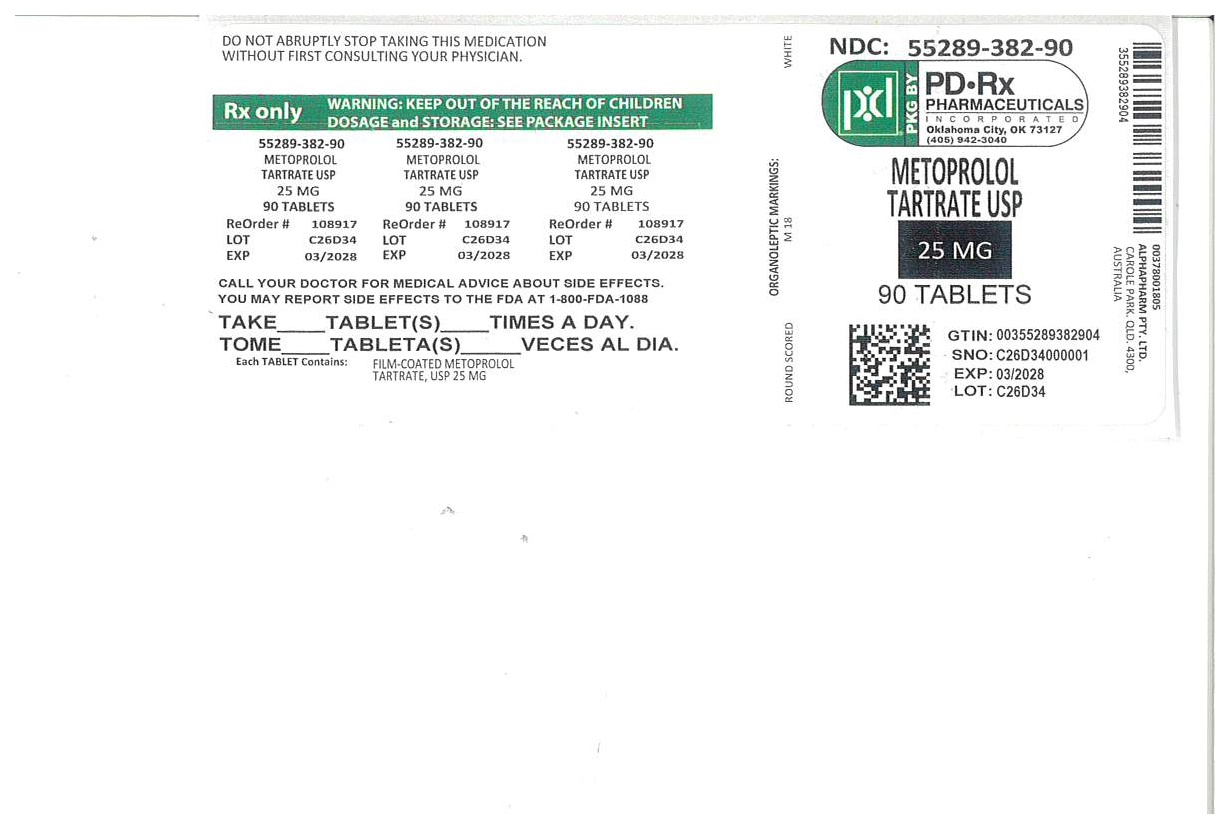 DO NOT ABRUPTLY STOP TAKING THIS MEDICATION
WITHOUT FIRST CONSULTING YOUR PHYSICIAN.
Rx only
WARNING: KEEP OUT OF THE REACH OF CHILDREN
DOSAGE and STORAGE: SEE PACKAGE INSERT
55289-382-90 55289-382-90 55289-382-90
METOPROLOL METOPROLOL METOPROLOL
TARTRATE USP TARTRATE USP TARTRATE USP
25 MG 25 MG 25 MG
90 TABLETS 90 TABLETS 90 TABLETS
ReOrder # 108917 ReOrder # 108917 ReOrder # 108917
LOT C26D34 LOT C26D34 LOT C26D34
EXP 03/2028 EXP 03/2028 EXP 03/2028
CALL YOUR DOCTOR FOR MEDICAL ADVICE ABOUT SIDE EFFECTS.
YOU MAY REPORT SIDE EFFECTS TO THE FDA AT 1-800-FDA-1088
TAKE____TABLET(S)____TIMES A DAY.
TOME____TABLETA(S)_____VECES AL DIA.
Each TABLET Contains: FILM-COATED METOPROLOL
TARTRATE, USP 25 MG
ORGANOLEPTIC MARKINGS:
ROUND SCORED M 18 WHITE
NDC: 55289-382-90
PKG BY
PD•Rx
PHARMACEUTICALS
INCORPORATED
Oklahoma City, OK 73127
(405) 942-3040
METOPROLOL
TARTRATE USP
25 MG
90 TABLETS
GTIN: 00355289382904
SNO: C26D34000001
EXP: 03/2028
LOT: C26D34
355289382904
00378001805
ALPHAPHARM PTY. LTD.
CAROLE PARK. QLD. 4300,
AUSTRALIA